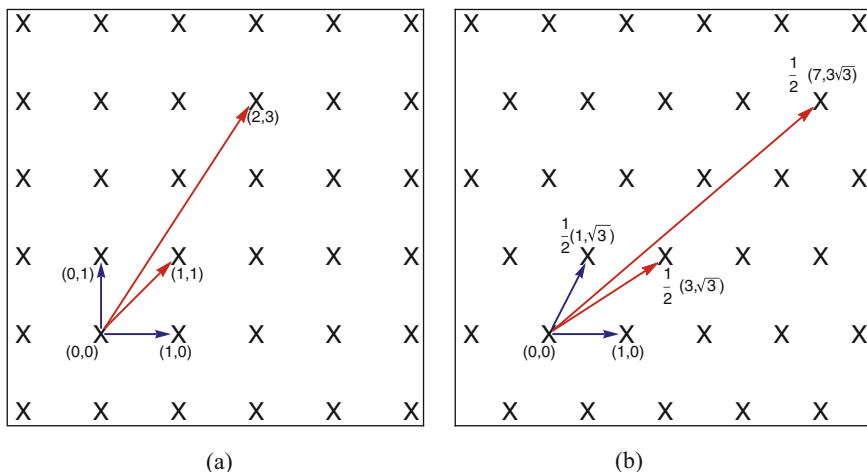 X X X X X X
X X X X X X
(2,3)
X X X X X X
X X X X X X
(0,1) (1,1)
X X X X X X
(0,0) (1,0)
X X X X X X
(a)
X X X X X X
1/2 (7,3√3)
X X X X X
X X X X X X
1/2 (1,√3)
X X X X X
1/2 (3,√3)
X X X X X X
(0,0) (1,0)
X X X X X
(b)